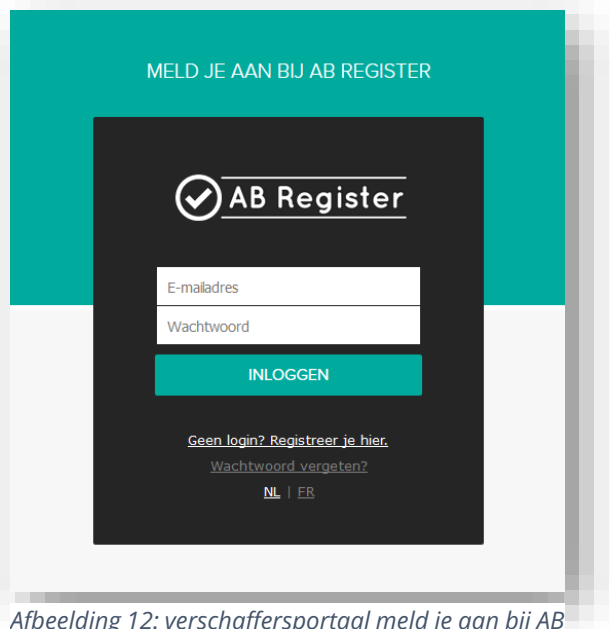 MELD JE AAN BIJ AB REGISTER
AB Register
E-mailadres
Wachtwoord
INLOGGEN
Geen login? Registreer je hier.
Wachtwoord vergeten?
NL | FR
Afbeelding 12: verschaffersportaal meld je aan bij AB